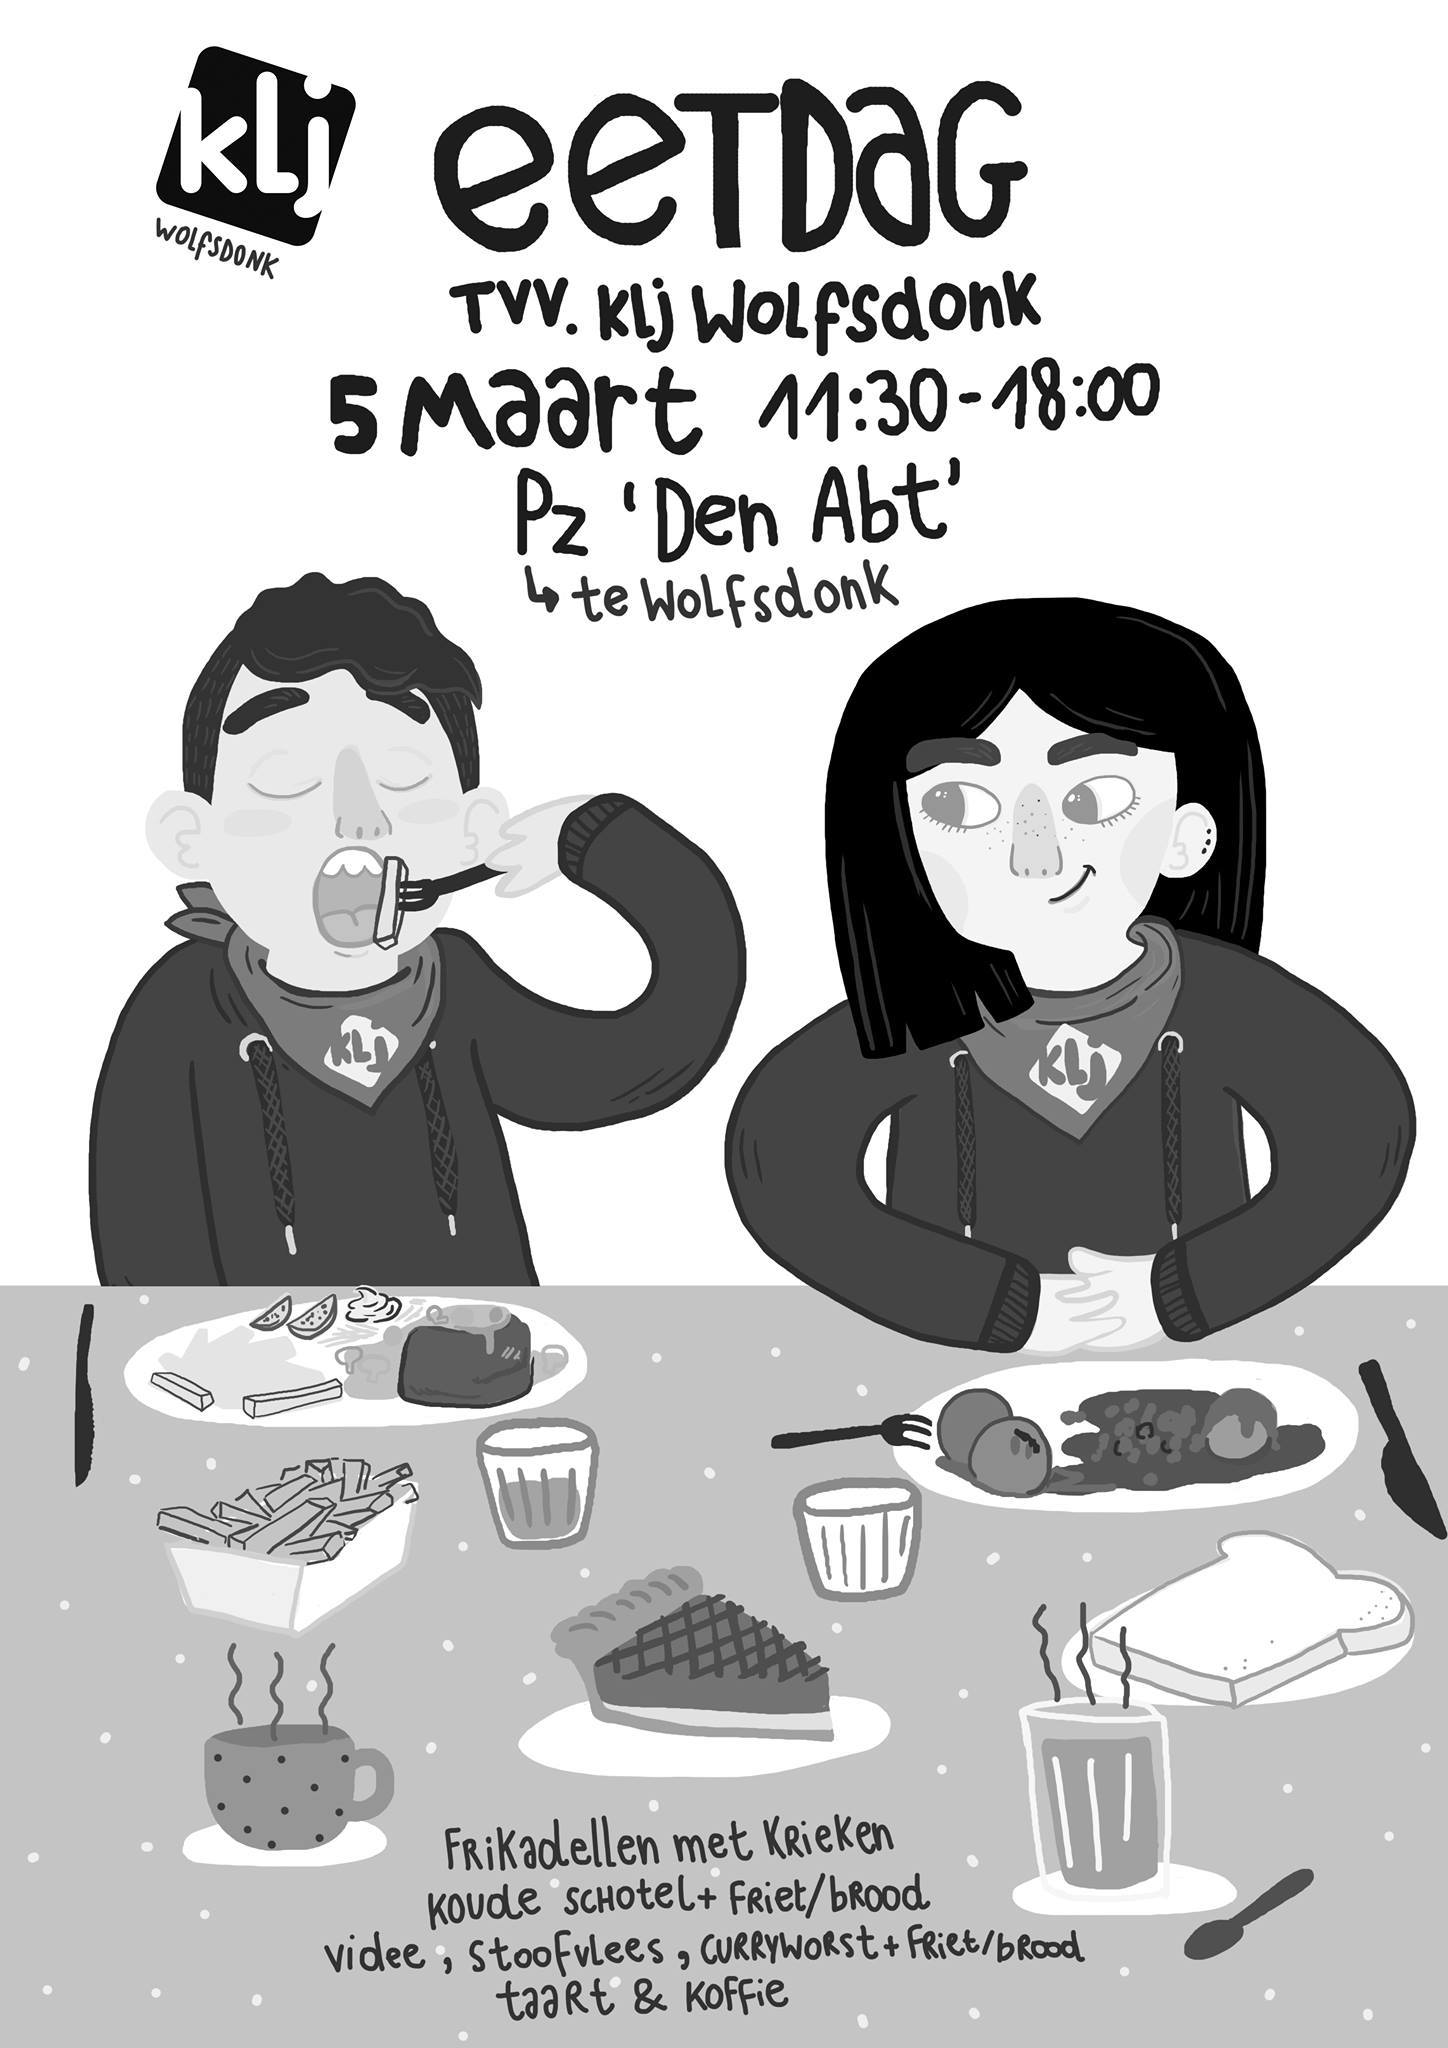 klj
WOLFSDONK
eeTDaG
TVV. KLj WOLFSDONK
5 Maart 11:30-18:00
Pz 'Den Abt'
↳ te WOLFSDONK
KLj
KLj
FRiKadellen met KRieKen
Koude SCHotel + FRiet/bROOD
Videe, Stoofvlees, CURRYWORSt + FRiet/bROOD
taaRt & KOFFie